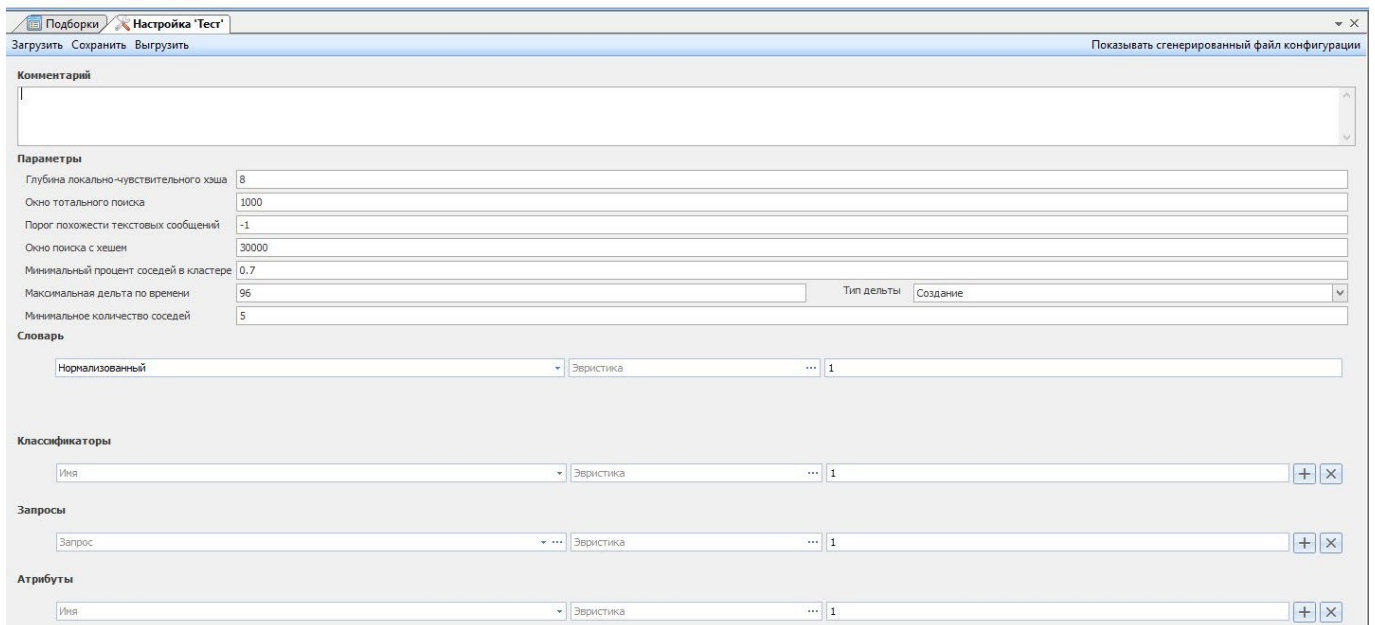 Подборки Настройка 'Тест'
Загрузить Сохранить Выгрузить Показывать сгенерированный файл конфигурации
Комментарий
Параметры
Глубина локально-чувствительного хэша 8
Окно тотального поиска 1000
Порог похожести текстовых сообщений -1
Окно поиска с хешем 30000
Минимальный процент соседей в кластере 0.7
Максимальная дельта по времени 96 Тип дельты Создание
Минимальное количество соседей 5
Словарь
Нормализованный Эвристика ... 1
Классификаторы
Имя Эвристика ... 1
Запросы
Запрос ... Эвристика ... 1
Атрибуты
Имя Эвристика ... 1